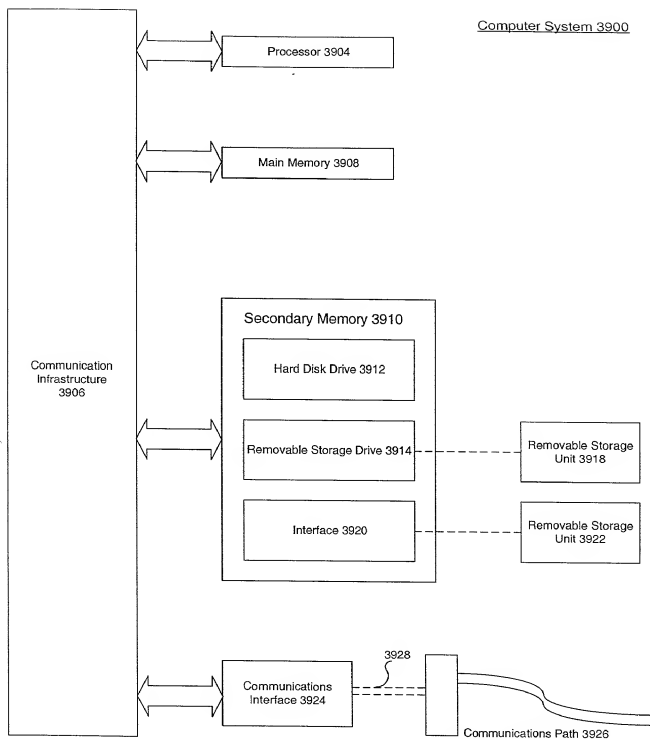 Computer System 3900
Processor 3904
Main Memory 3908
Secondary Memory 3910
Hard Disk Drive 3912
Communication
Infrastructure
3906
Removable Storage Drive 3914
Removable Storage
Unit 3918
Interface 3920
Removable Storage
Unit 3922
3928
Communications
Interface 3924
Communications Path 3926